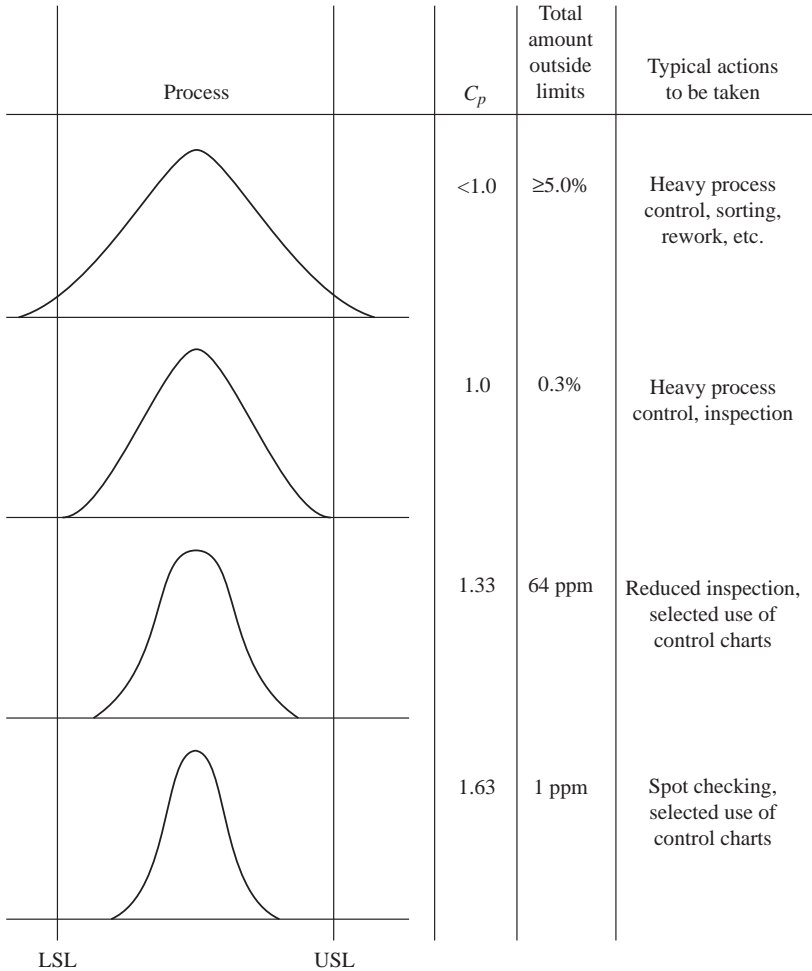 Process
C_p
Total
amount
outside
limits
Typical actions
to be taken
<1.0
≥5.0%
Heavy process
control, sorting,
rework, etc.
1.0
0.3%
Heavy process
control, inspection
1.33
64 ppm
Reduced inspection,
selected use of
control charts
1.63
1 ppm
Spot checking,
selected use of
control charts
LSL
USL